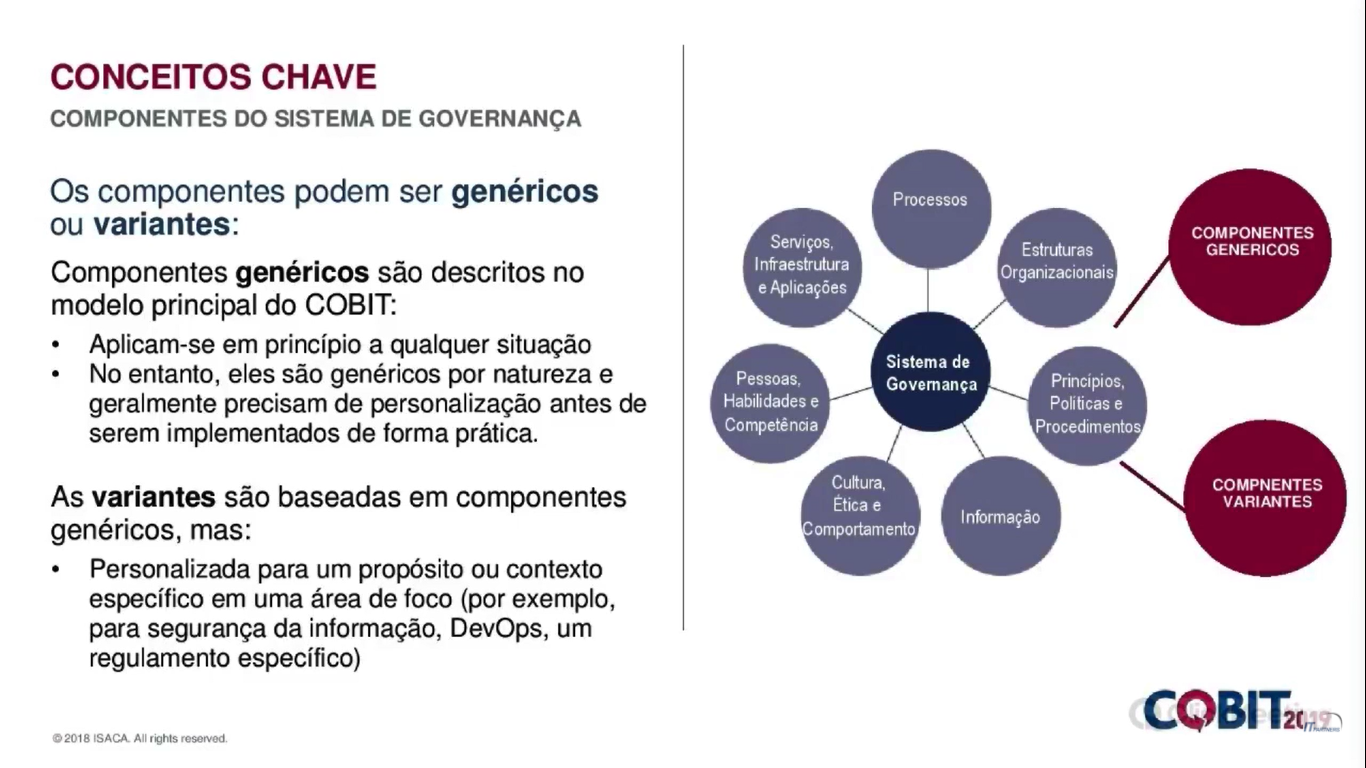 CONCEITOS CHAVE
COMPONENTES DO SISTEMA DE GOVERNANÇA
Os componentes podem ser genéricos
ou variantes:
Componentes genéricos são descritos no
modelo principal do COBIT:
• Aplicam-se em princípio a qualquer situação
• No entanto, eles são genéricos por natureza e
geralmente precisam de personalização antes de
serem implementados de forma prática.
As variantes são baseadas em componentes
genéricos, mas:
• Personalizada para um propósito ou contexto
específico em uma área de foco (por exemplo,
para segurança da informação, DevOps, um
regulamento específico)
© 2018 ISACA. All rights reserved.
Processos
Serviços,
Infraestrutura
e Aplicações
Estruturas
Organizacionais
Sistema de
Governança
Pessoas,
Habilidades e
Competência
Princípios,
Políticas e
Procedimentos
Cultura,
Ética e
Comportamento
Informação
COMPONENTES
GENERICOS
COMPNENTES
VARIANTES
COBIT 2019